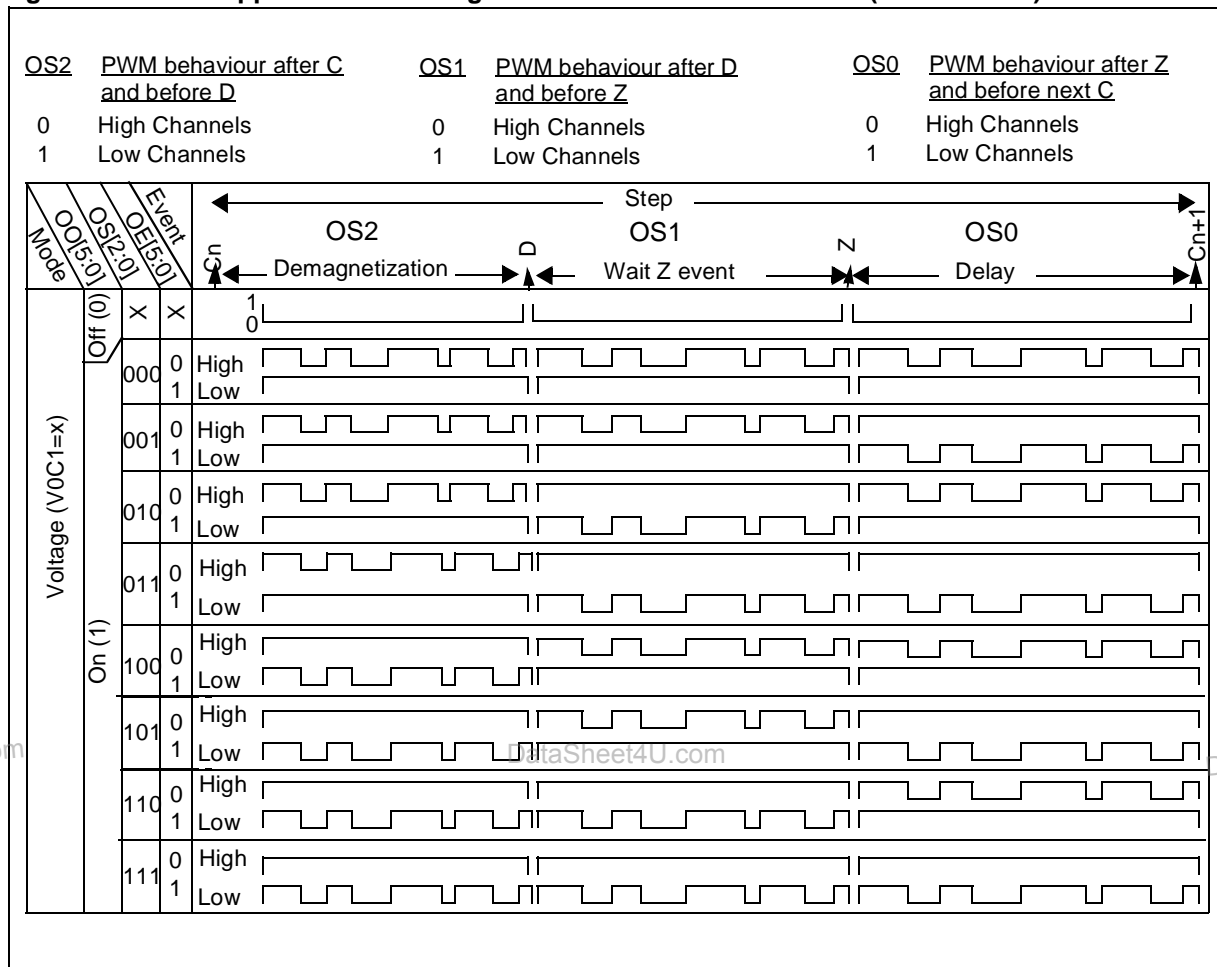 OS2 PWM behaviour after C and before D
0 High Channels
1 Low Channels
OS1 PWM behaviour after D and before Z
0 High Channels
1 Low Channels
OS0 PWM behaviour after Z and before next C
0 High Channels
1 Low Channels
Mode
OO[5:0]
OS[2:0]
OE[5:0]
Event
Step
Cn
OS2
Demagnetization
D
OS1
Wait Z event
Z
OS0
Delay
Cn+1
Voltage (V0C1=x)
Off (0)
X X
1
0
On (1)
000 0 High
1 Low
001 0 High
1 Low
010 0 High
1 Low
011 0 High
1 Low
100 0 High
1 Low
101 0 High
1 Low
110 0 High
1 Low
111 0 High
1 Low
DataSheet4U.com